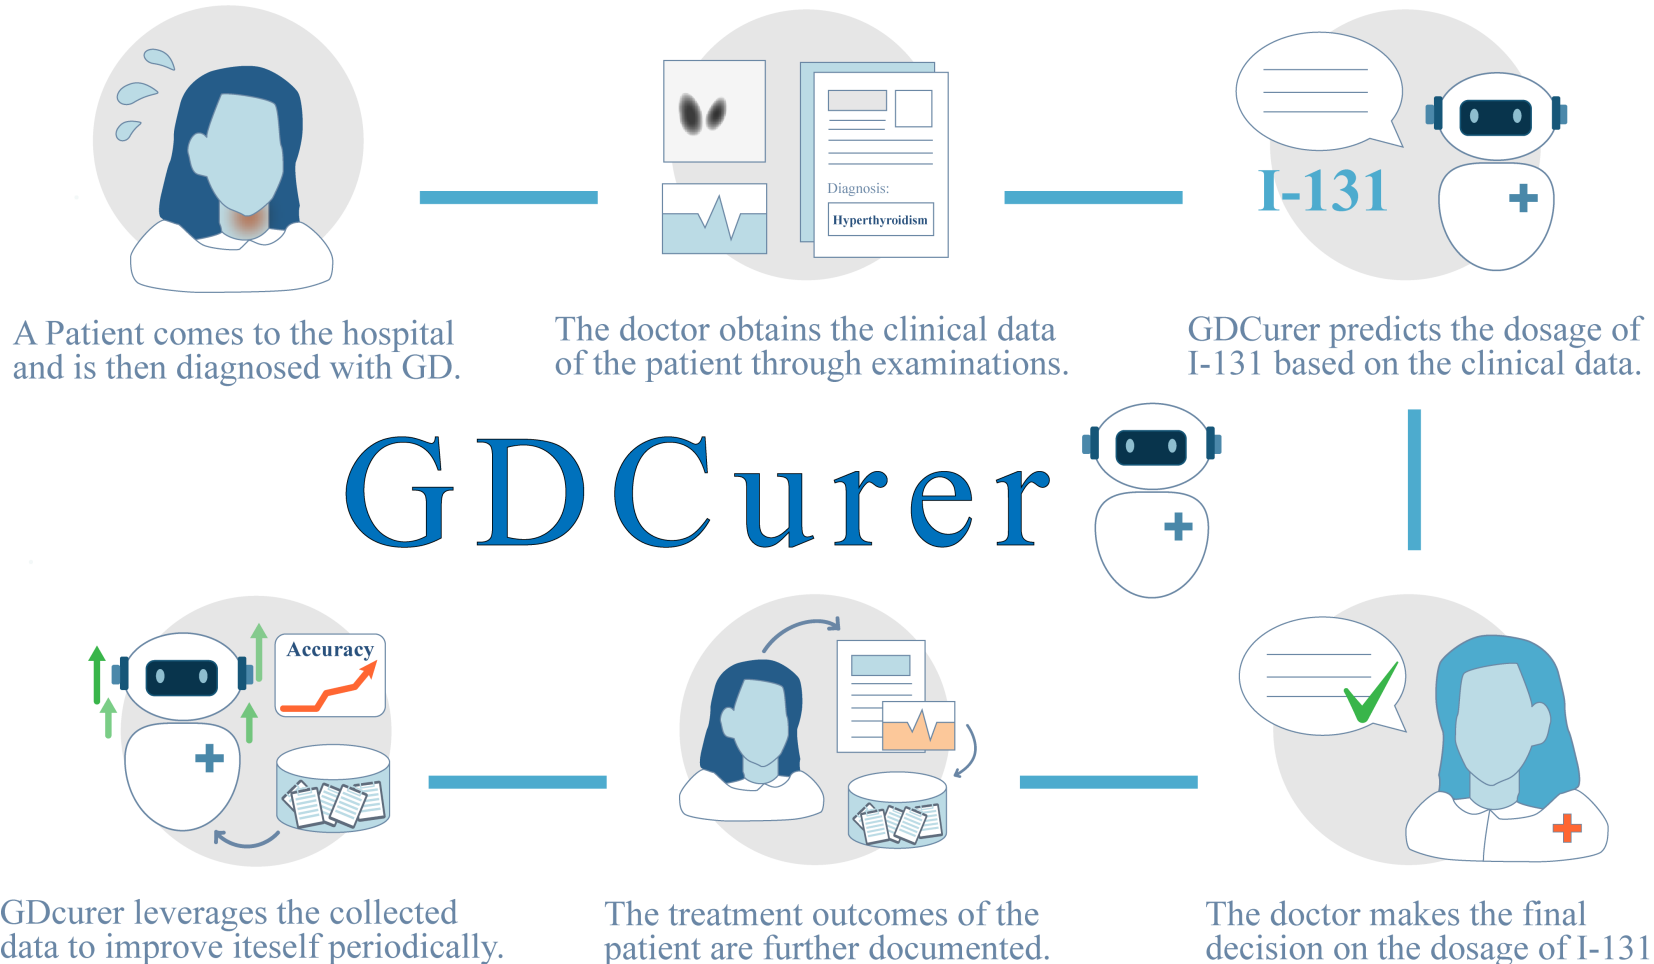 Diagnosis:
Hyperthyroidism
I-131
A Patient comes to the hospital
and is then diagnosed with GD.
The doctor obtains the clinical data
of the patient through examinations.
GDCurer predicts the dosage of
I-131 based on the clinical data.
GDCurer
Accuracy
GDcurer leverages the collected
data to improve iteself periodically.
The treatment outcomes of the
patient are further documented.
The doctor makes the final
decision on the dosage of I-131